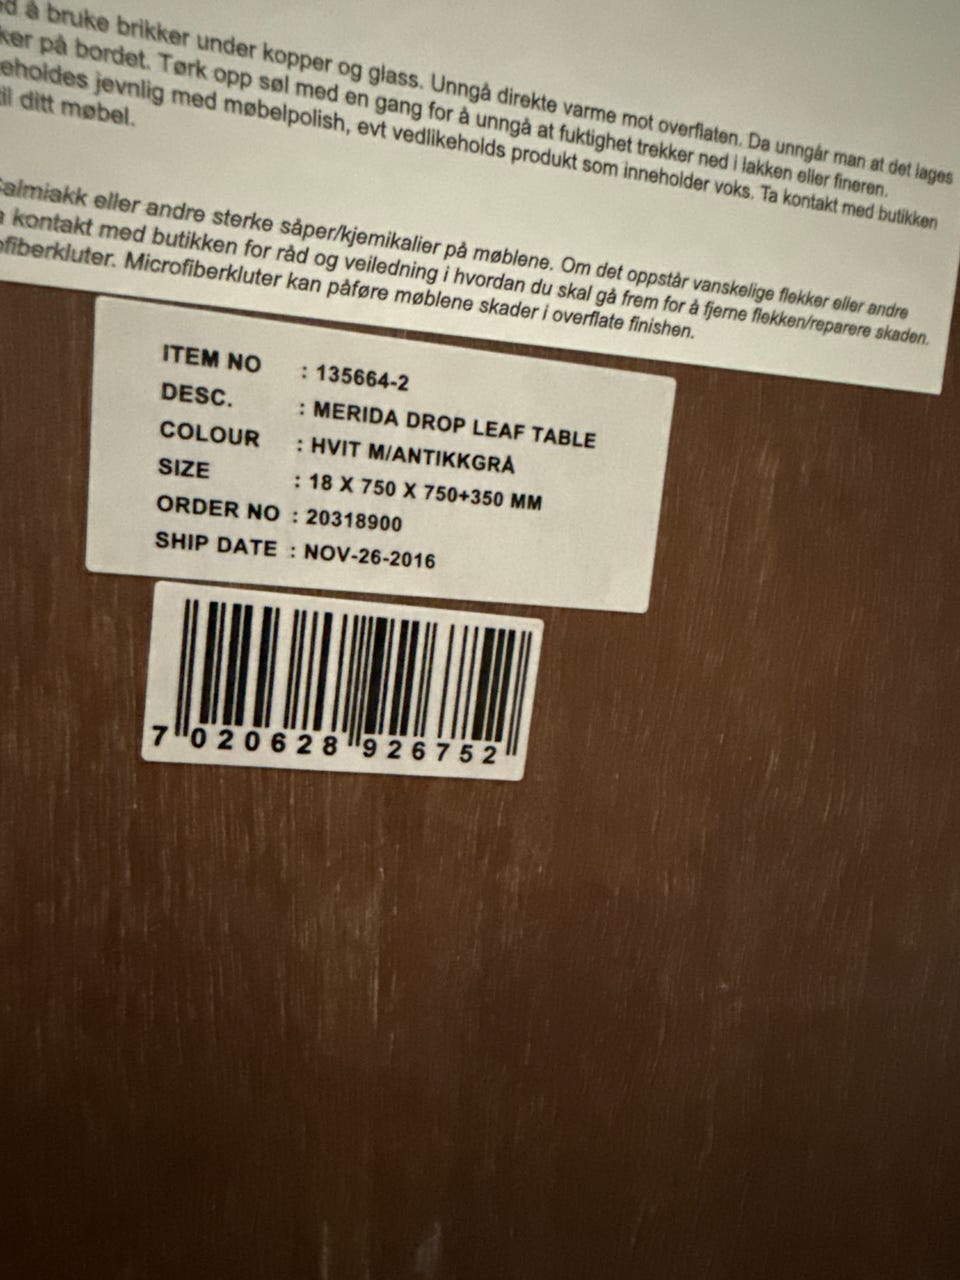 å bruke brikker under kopper og glass. Unngå direkte varme mot overflaten. Da unngår man at det lages
på bordet. Tørk opp søl med en gang for å unngå at fuktighet trekker ned i lakken eller fineren.
jevnlig med møbelpolish, evt vedlikeholds produkt som inneholder voks. Ta kontakt med butikken
til ditt møbel.
Salmiakk eller andre sterke såper/kjemikalier på møblene. Om det oppstår vanskelige flekker eller andre
kontakt med butikken for råd og veiledning i hvordan du skal gå frem for å fjerne flekken/reparere skaden.
Microfiberkluter kan påføre møblene skader i overflate finishen.
ITEM NO : 135664-2
DESC. : MERIDA DROP LEAF TABLE
COLOUR : HVIT M/ANTIKKGRÅ
SIZE : 18 X 750 X 750+350 MM
ORDER NO : 20318900
SHIP DATE : NOV-26-2016
7 020628 926752